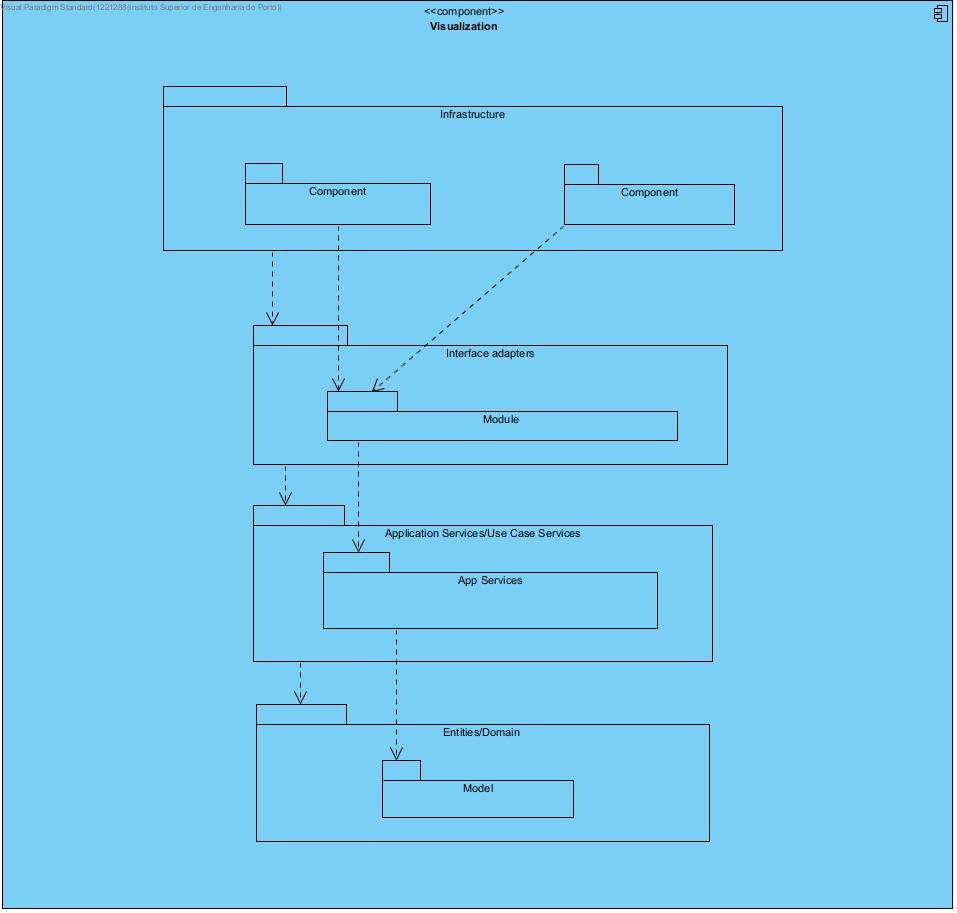 Visual Paradigm Standard(1221288(Instituto Superior de Engenharia do Porto))
<<component>>
Visualization
Infrastructure
Component
Component
Interface adapters
Module
Application Services/Use Case Services
App Services
Entities/Domain
Model